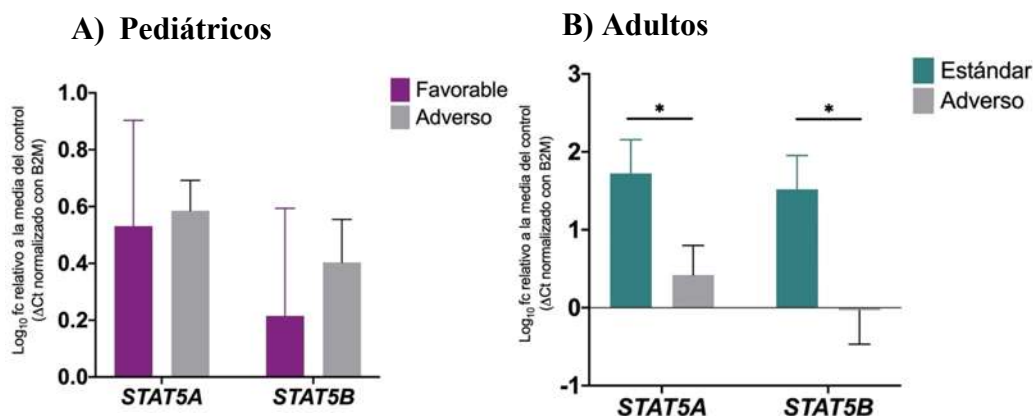 A) Pediátricos
Favorable
Adverso
Log10 fc relativo a la media del control
(ΔCt normalizado con B2M)
1.0
0.8
0.6
0.4
0.2
0.0
STAT5A
STAT5B
B) Adultos
Estándar
Adverso
Log10 fc relativo a la media del control
(ΔCt normalizado con B2M)
3
2
1
0
-1
*
*
STAT5A
STAT5B